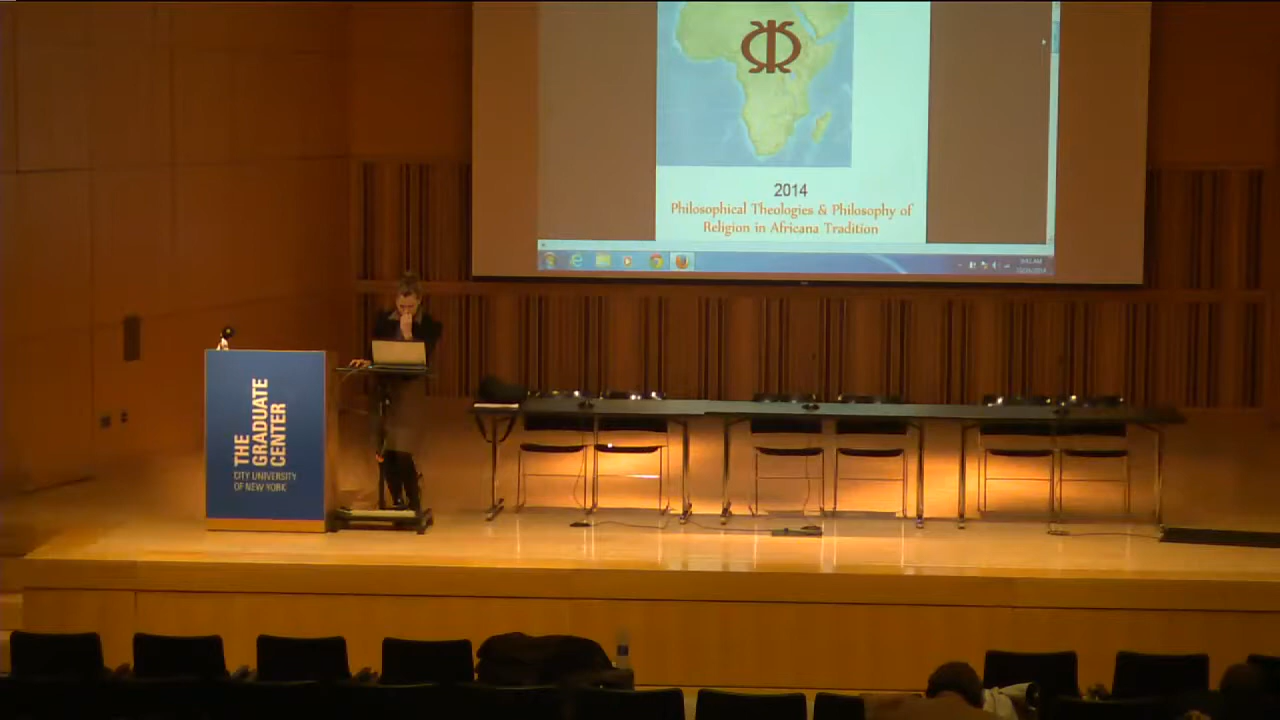 2014
Philosophical Theologies & Philosophy of
Religion in Africana Tradition
THE
GRADUATE
CENTER
CITY UNIVERSITY
OF NEW YORK